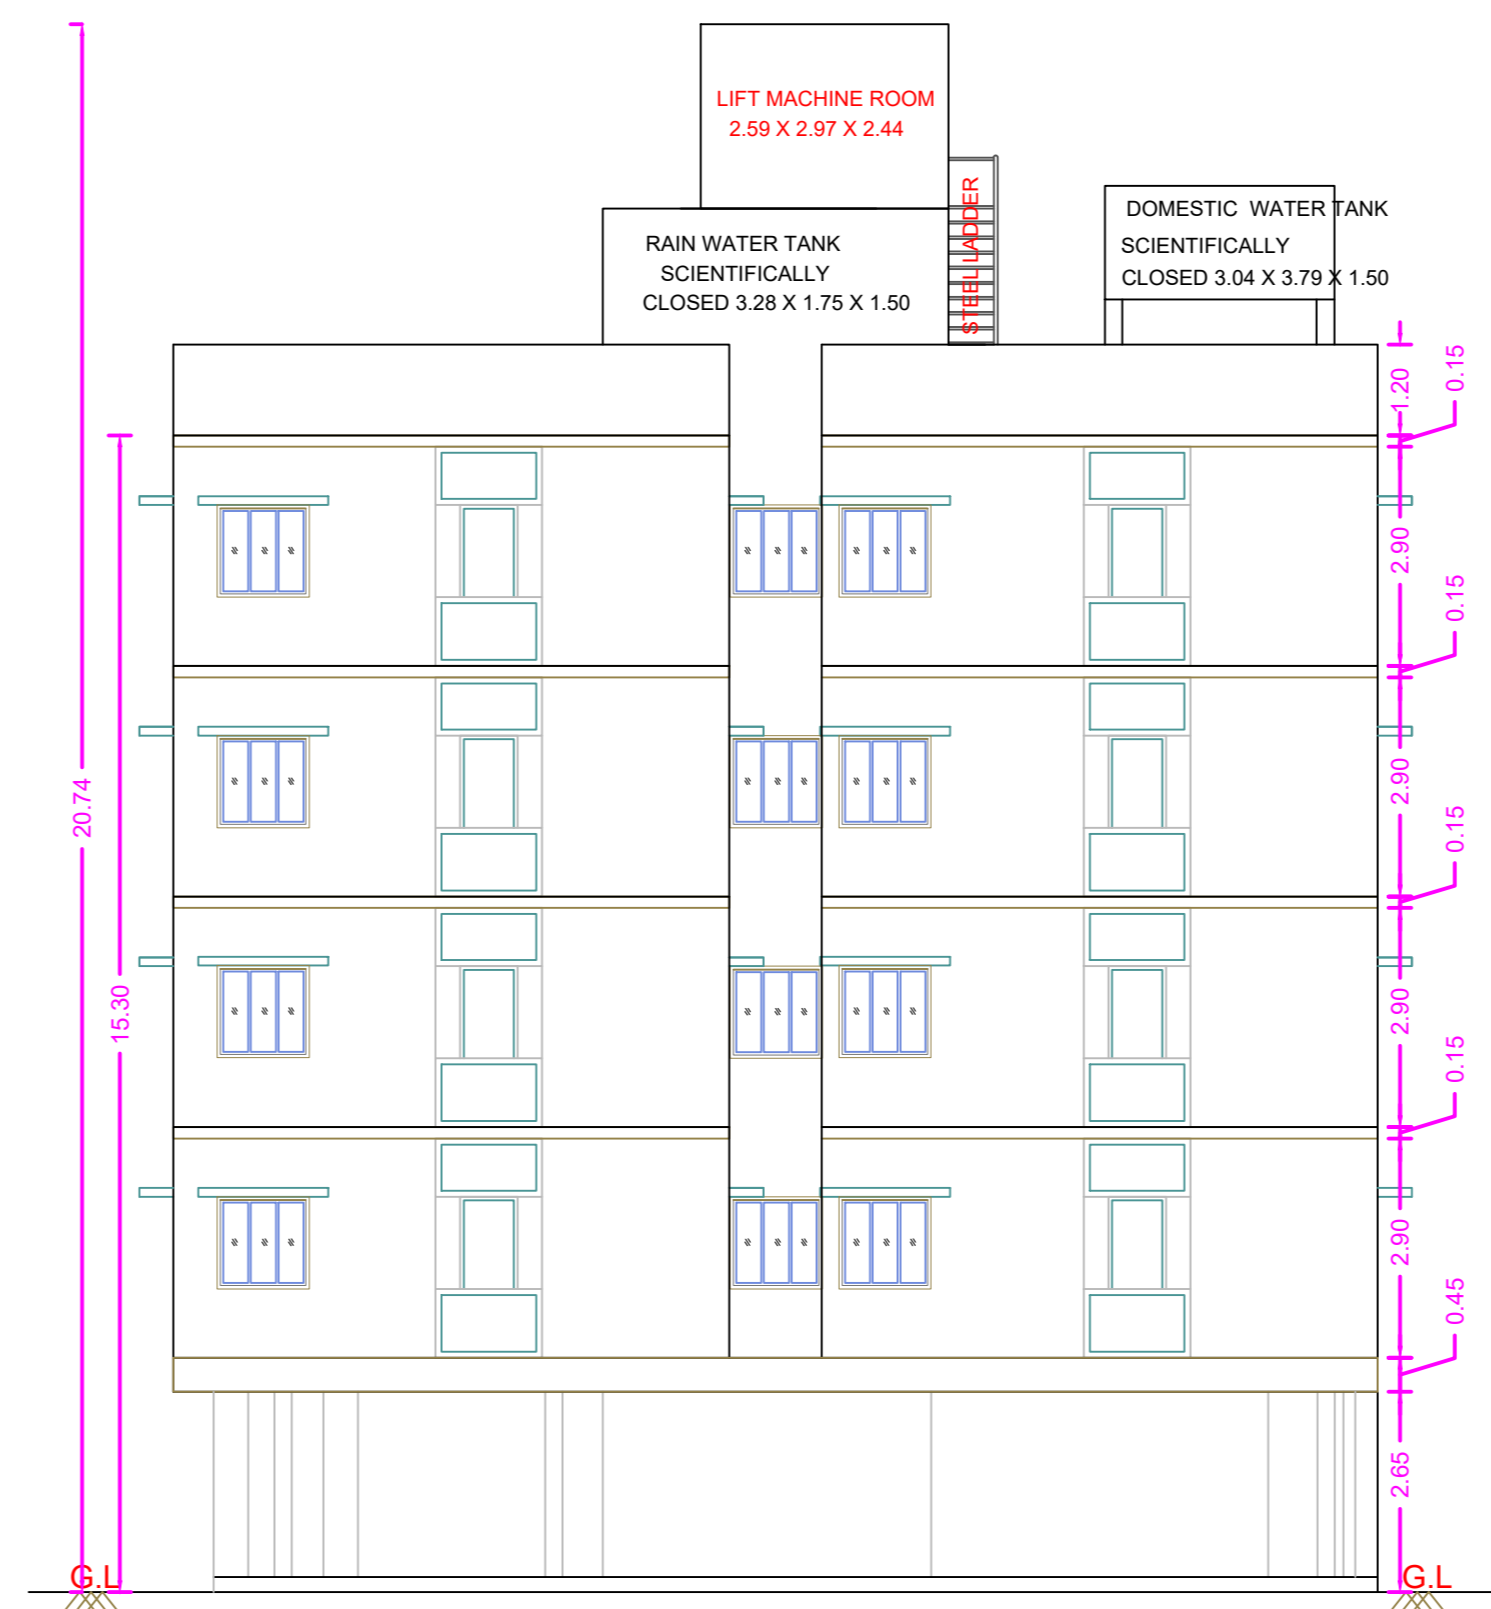 LIFT MACHINE ROOM
2.59 X 2.97 X 2.44
STEEL LADDER
RAIN WATER TANK
SCIENTIFICALLY
CLOSED 3.28 X 1.75 X 1.50
DOMESTIC WATER TANK
SCIENTIFICALLY
CLOSED 3.04 X 3.79 X 1.50
20.74
15.30
1.20
0.15
2.90
0.15
2.90
0.15
2.90
0.15
2.90
0.45
2.65
G.L
G.L